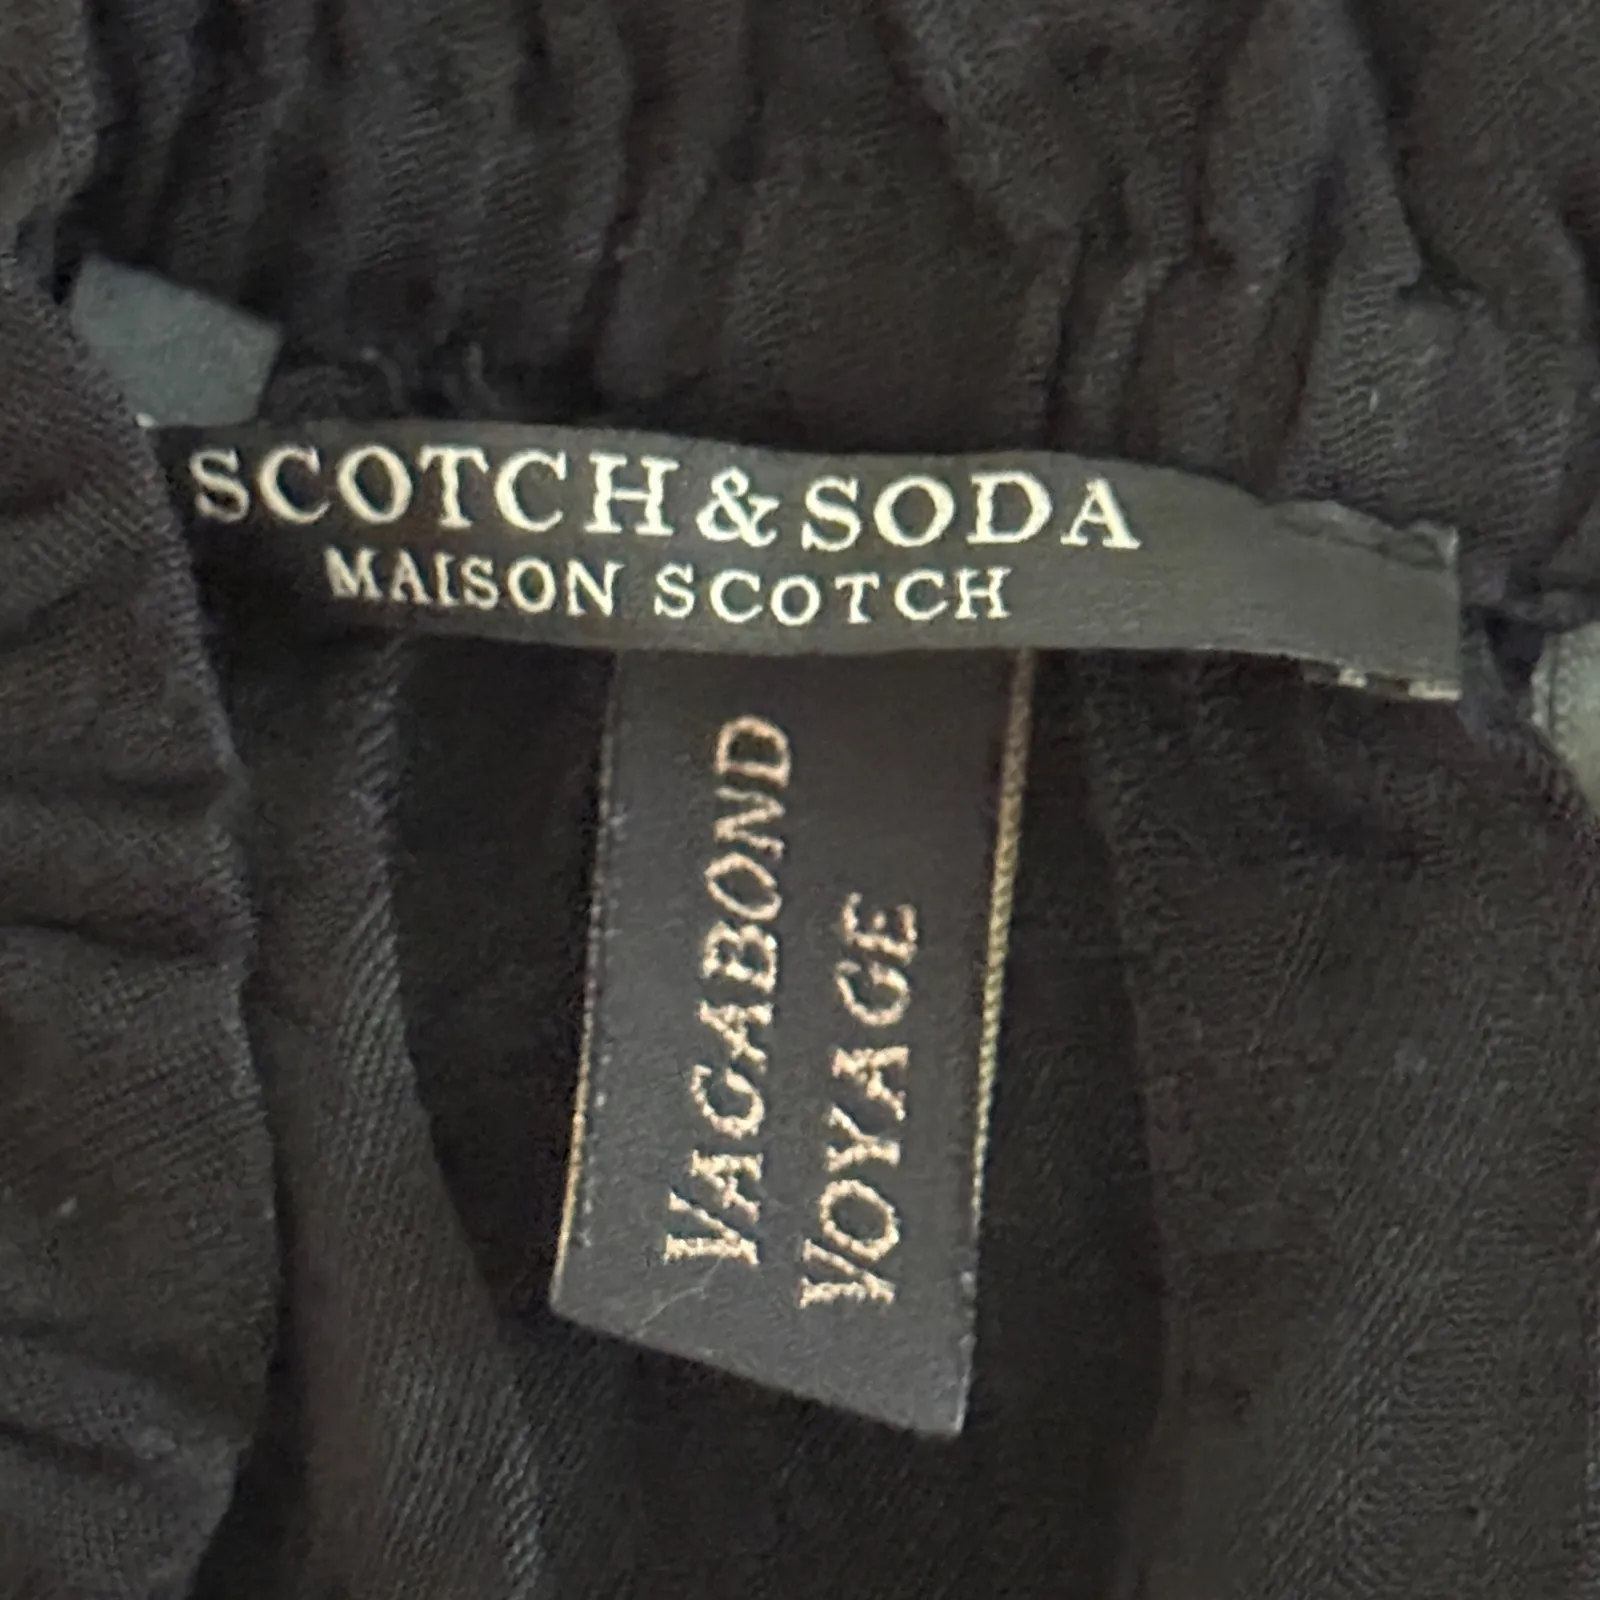 SCOTCH & SODA
MAISON SCOTCH
VAGABOND
VOYAGE